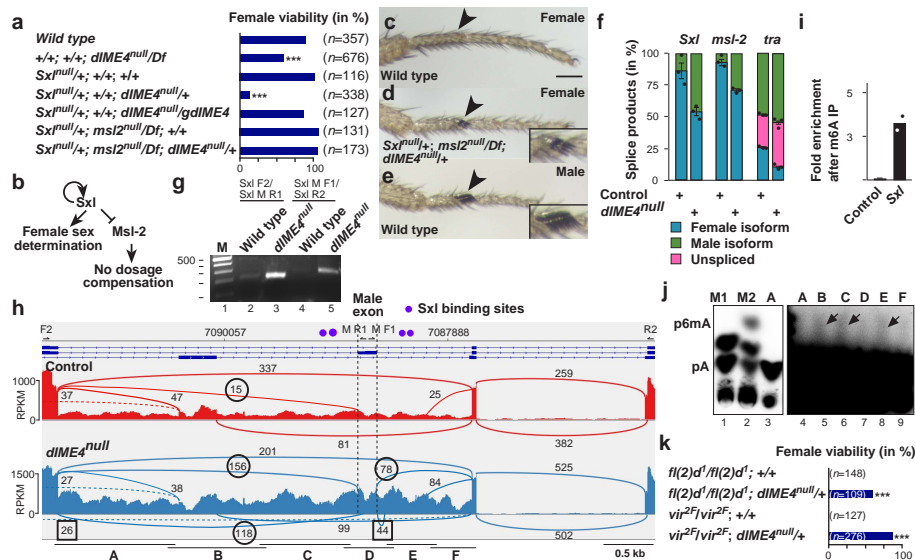 a
Female viability (in %)
Wild type (n=357)
+/+; +/+; dIME4null/Df *** (n=676)
Sxlnull/+; +/+; +/+ (n=116)
Sxlnull/+; +/+; dIME4null/+ *** (n=338)
Sxlnull/+; +/+; dIME4null/gdIME4 (n=127)
Sxlnull/+; msl2null/Df; +/+ (n=131)
Sxlnull/+; msl2null/Df; dIME4null/+ (n=173)
0 100
b
Sxl
Female sex
determination
Msl-2
No dosage
compensation
c
Female
Wild type
d
Female
Sxlnull/+; msl2null/Df;
dIME4null/+
e
Male
Wild type
f
Sxl msl-2 tra
Splice products (in %)
100
75
50
25
0
Control + + +
dIME4null + + +
Female isoform
Male isoform
Unspliced
g
Sxl F2/
Sxl M R1
Sxl M F1/
Sxl R2
M
Wild type
dIME4null
Wild type
dIME4null
500
1 2 3 4 5
h
Male
exon
Sxl binding sites
F2 7090057 M R1 M F1 7087888 R2
Control
RPKM
1000
0
337
15
37
47
25
259
81
382
dIME4null
RPKM
1500
0
201
156
78
27
38
84
525
26
118
99
44
502
A B C D E F
0.5 kb
i
Fold enrichment
after m6A IP
5
3
Control
Sxl
j
M1 M2 A A B C D E F
p6mA
pA
1 2 3 4 5 6 7 8 9
k
Female viability (in %)
fl(2)d1/fl(2)d1; +/+ (n=148)
fl(2)d1/fl(2)d1; dIME4null/+ (n=109) ***
vir2F/vir2F; +/+ (n=127)
vir2F/vir2F; dIME4null/+ (n=276) ***
0 100